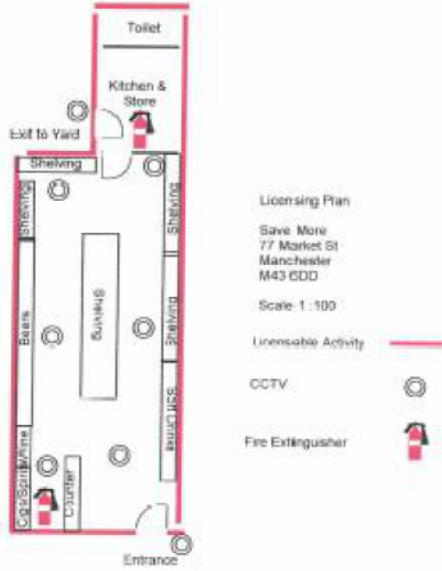 Toilet
Kitchen &
Store
Exit to Yard
Shelving
Shelving
Shelving
Beers
Shelving
Shelving
Soft Drinks
Cigs/Spirits/Wine
Counter
Entrance
Licensing Plan
Save More
77 Market St
Manchester
M43 6DD
Scale 1:100
Licensable Activity
CCTV
Fire Extinguisher